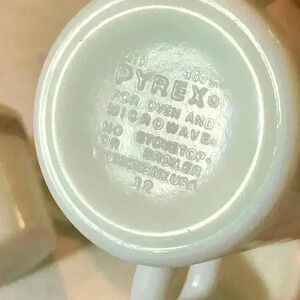 PYREX®
FOR OVEN AND
MICROWAVE
NO STOVETOP
OR BROILER
U.S.A.
12